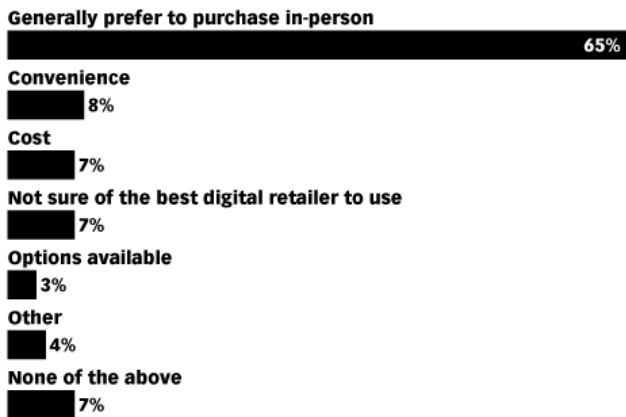 Generally prefer to purchase in-person
65%
Convenience
8%
Cost
7%
Not sure of the best digital retailer to use
7%
Options available
3%
Other
4%
None of the above
7%